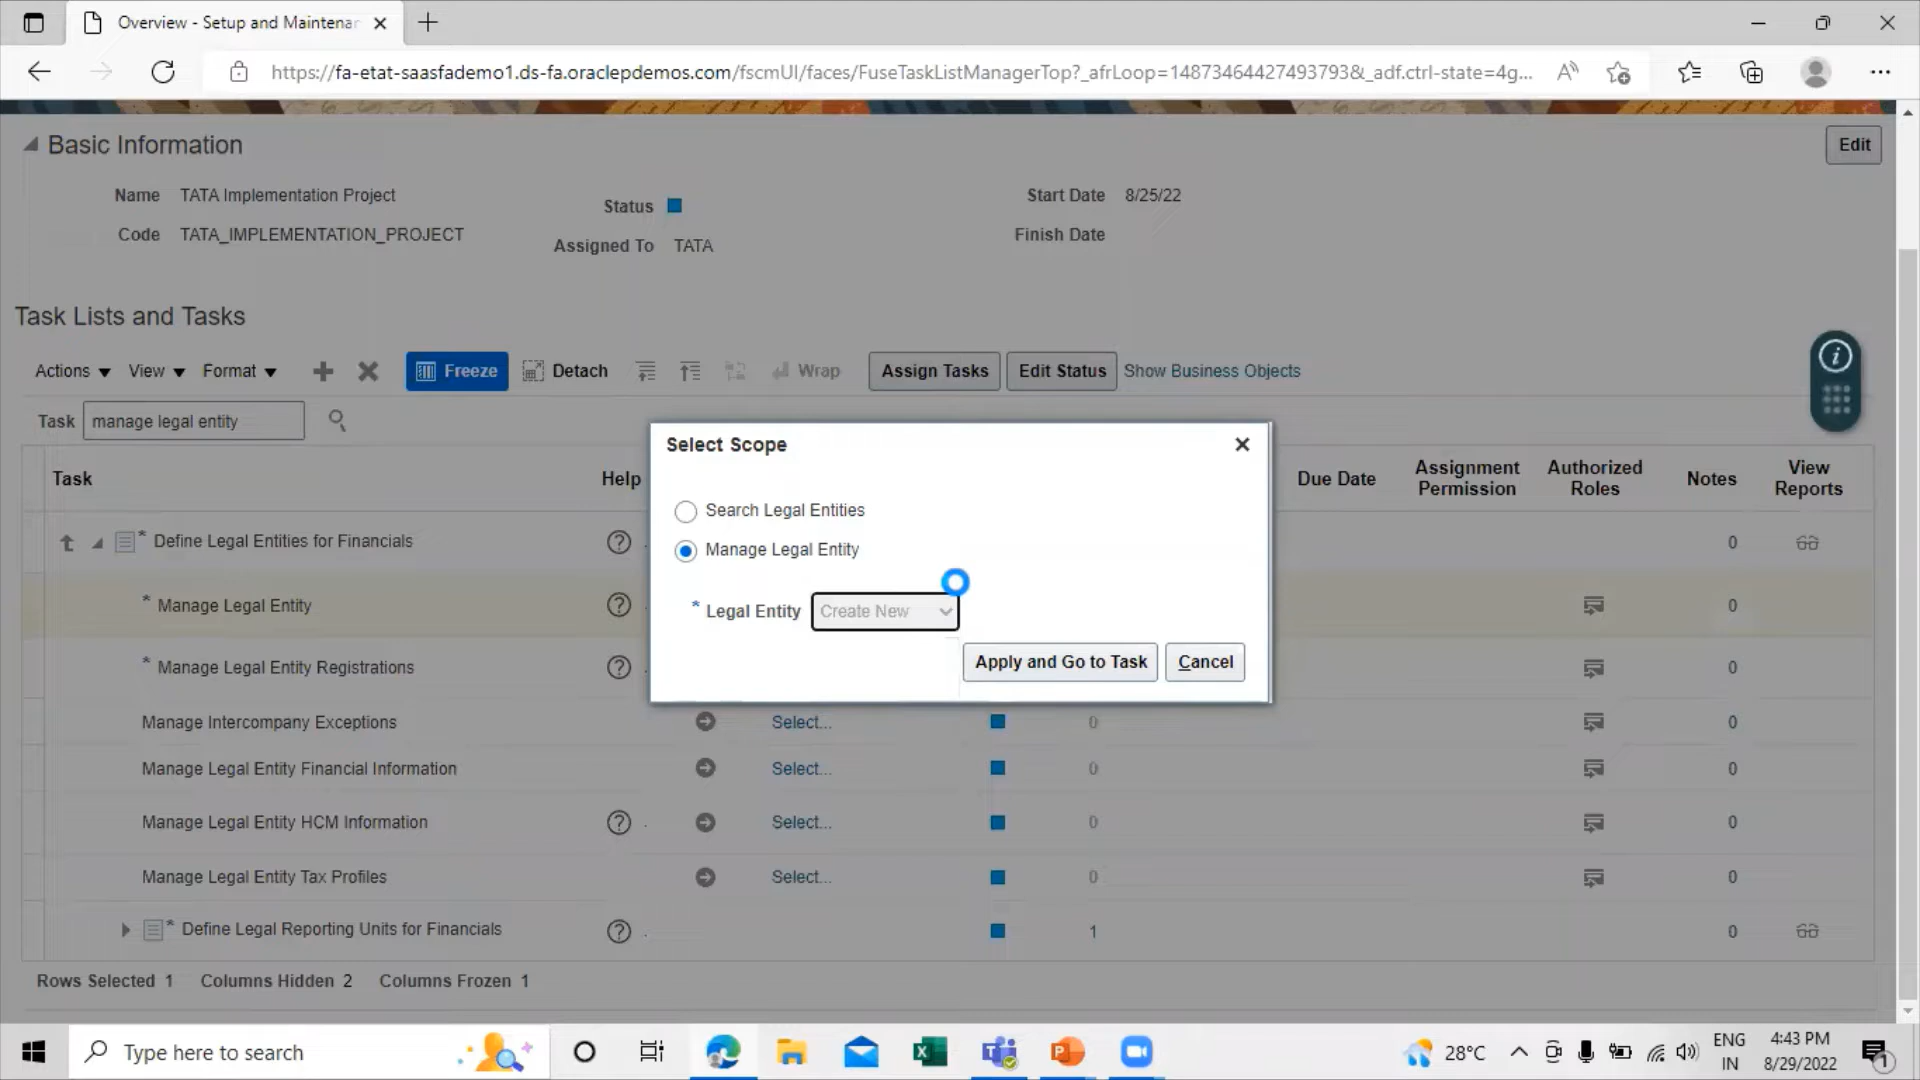 Overview - Setup and Maintenan
https://fa-etat-saasfademo1.ds-fa.oraclepdemos.com/fscmUI/faces/FuseTaskListManagerTop?_afrLoop=14873464427493793&_adf.ctrl-state=4g...
Basic Information
Edit
Name TATA Implementation Project
Status
Start Date 8/25/22
Code TATA_IMPLEMENTATION_PROJECT
Assigned To TATA
Finish Date
Task Lists and Tasks
Actions View Format Freeze Detach Wrap Assign Tasks Edit Status Show Business Objects
Task manage legal entity
Task Help Due Date Assignment Permission Authorized Roles Notes View Reports
Select Scope
Search Legal Entities
Manage Legal Entity
* Legal Entity Create New
Apply and Go to Task Cancel
* Define Legal Entities for Financials 0
* Manage Legal Entity 0
* Manage Legal Entity Registrations 0
Manage Intercompany Exceptions Select... 0 0
Manage Legal Entity Financial Information Select... 0 0
Manage Legal Entity HCM Information Select... 0 0
Manage Legal Entity Tax Profiles Select... 0 0
* Define Legal Reporting Units for Financials 1 0
Rows Selected 1 Columns Hidden 2 Columns Frozen 1
Type here to search
28°C
ENG
IN
4:43 PM
8/29/2022
1